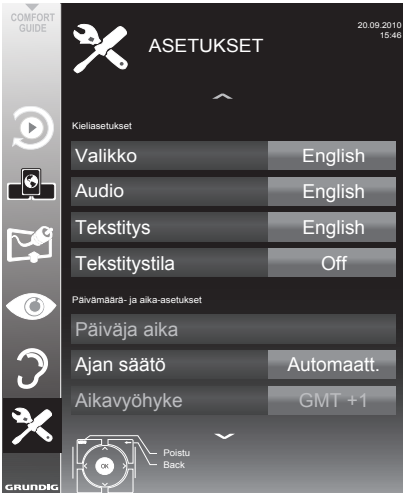 COMFORT
GUIDE
ASETUKSET
20.09.2010
15:46
Kieliasetukset
Valikko English
Audio English
Tekstitys English
Tekstitystila Off
Päivämäärä- ja aika-asetukset
Päiväja aika
Ajan säätö Automaatt.
Aikavyöhyke GMT +1
OK
Poistu
Back
GRUNDIG